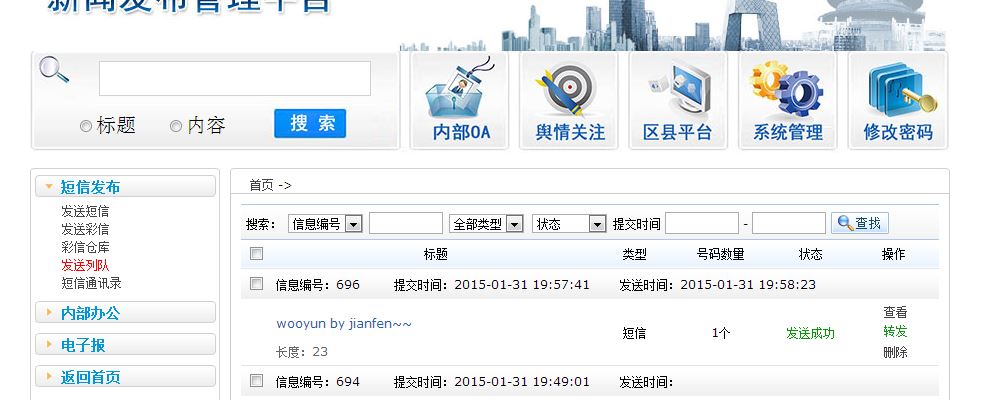 新闻发布管理平台
标题 内容 搜 索
内部OA 舆情关注 区县平台 系统管理 修改密码
短信发布
发送短信
发送彩信
彩信仓库
发送列队
短信通讯录
内部办公
电子报
返回首页
首页 ->
搜索: 信息编号 全部类型 状态 提交时间 - 查找
标题 类型 号码数量 状态 操作
信息编号: 696 提交时间: 2015-01-31 19:57:41 发送时间: 2015-01-31 19:58:23
wooyun by jianfen~~
长度: 23
短信 1个 发送成功
查看
转发
删除
信息编号: 694 提交时间: 2015-01-31 19:49:01 发送时间: